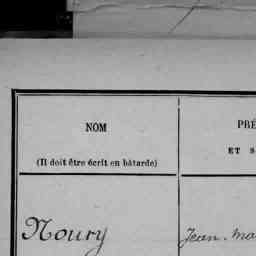 NOM
(Il doit être écrit en bâtarde)
PRÉ
ET S
Noury
Jean-Ma